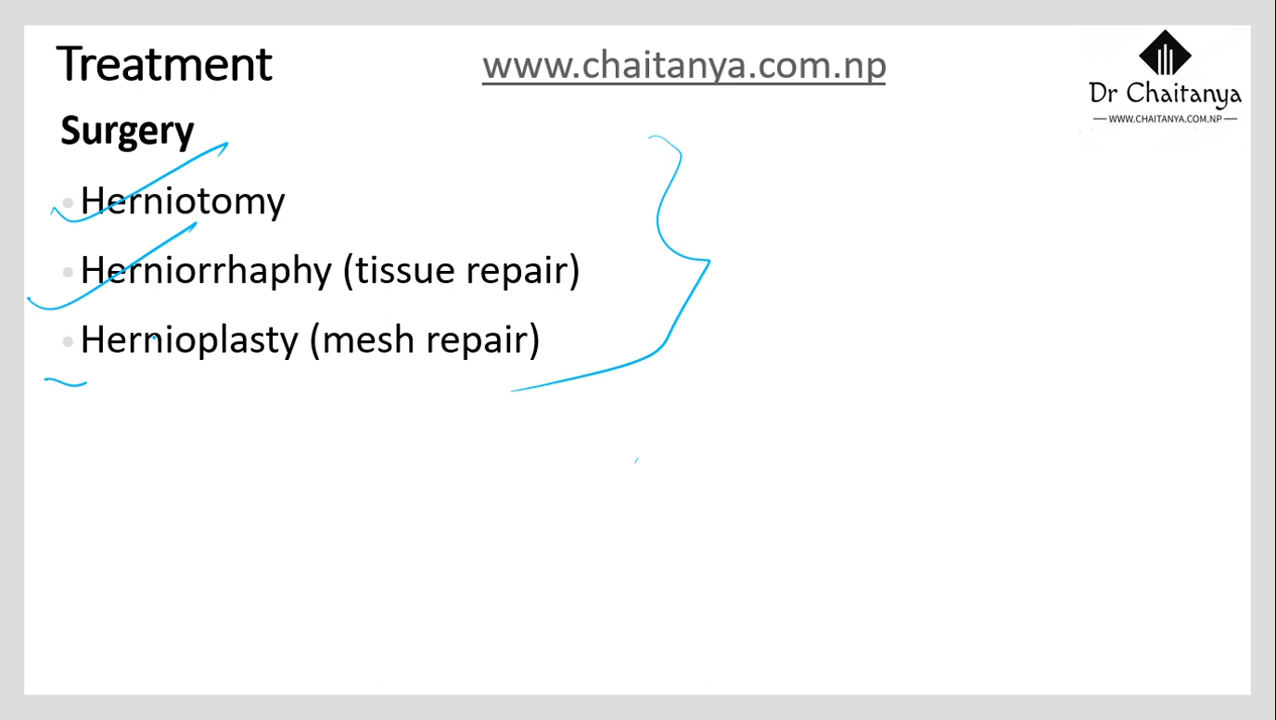 Treatment
www.chaitanya.com.np
Dr Chaitanya
— WWW.CHAITANYA.COM.NP —
Surgery
• Herniotomy
• Herniorrhaphy (tissue repair)
• Hernioplasty (mesh repair)